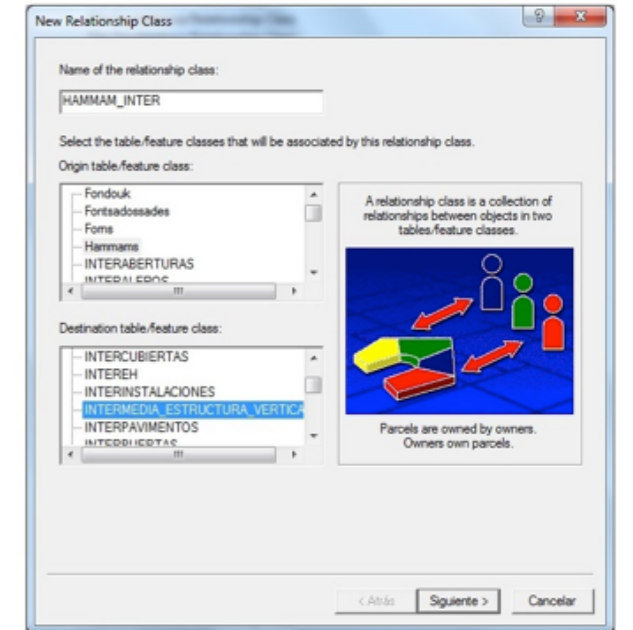 New Relationship Class
Name of the relationship class:
HAMMAM_INTER
Select the table/feature classes that will be associated by this relationship class.
Origin table/feature class:
Fondouk
Fontsadossades
Forns
Hammams
INTERABERTURAS
INTERALEROS
A relationship class is a collection of
relationships between objects in two
tables/feature classes.
Destination table/feature class:
INTERCUBIERTAS
INTEREH
INTERINSTALACIONES
INTERMEDIA_ESTRUCTURA_VERTICA
INTERPAVIMENTOS
INTERPUERTAS
Parcels are owned by owners.
Owners own parcels.
< Atrás
Siguiente >
Cancelar